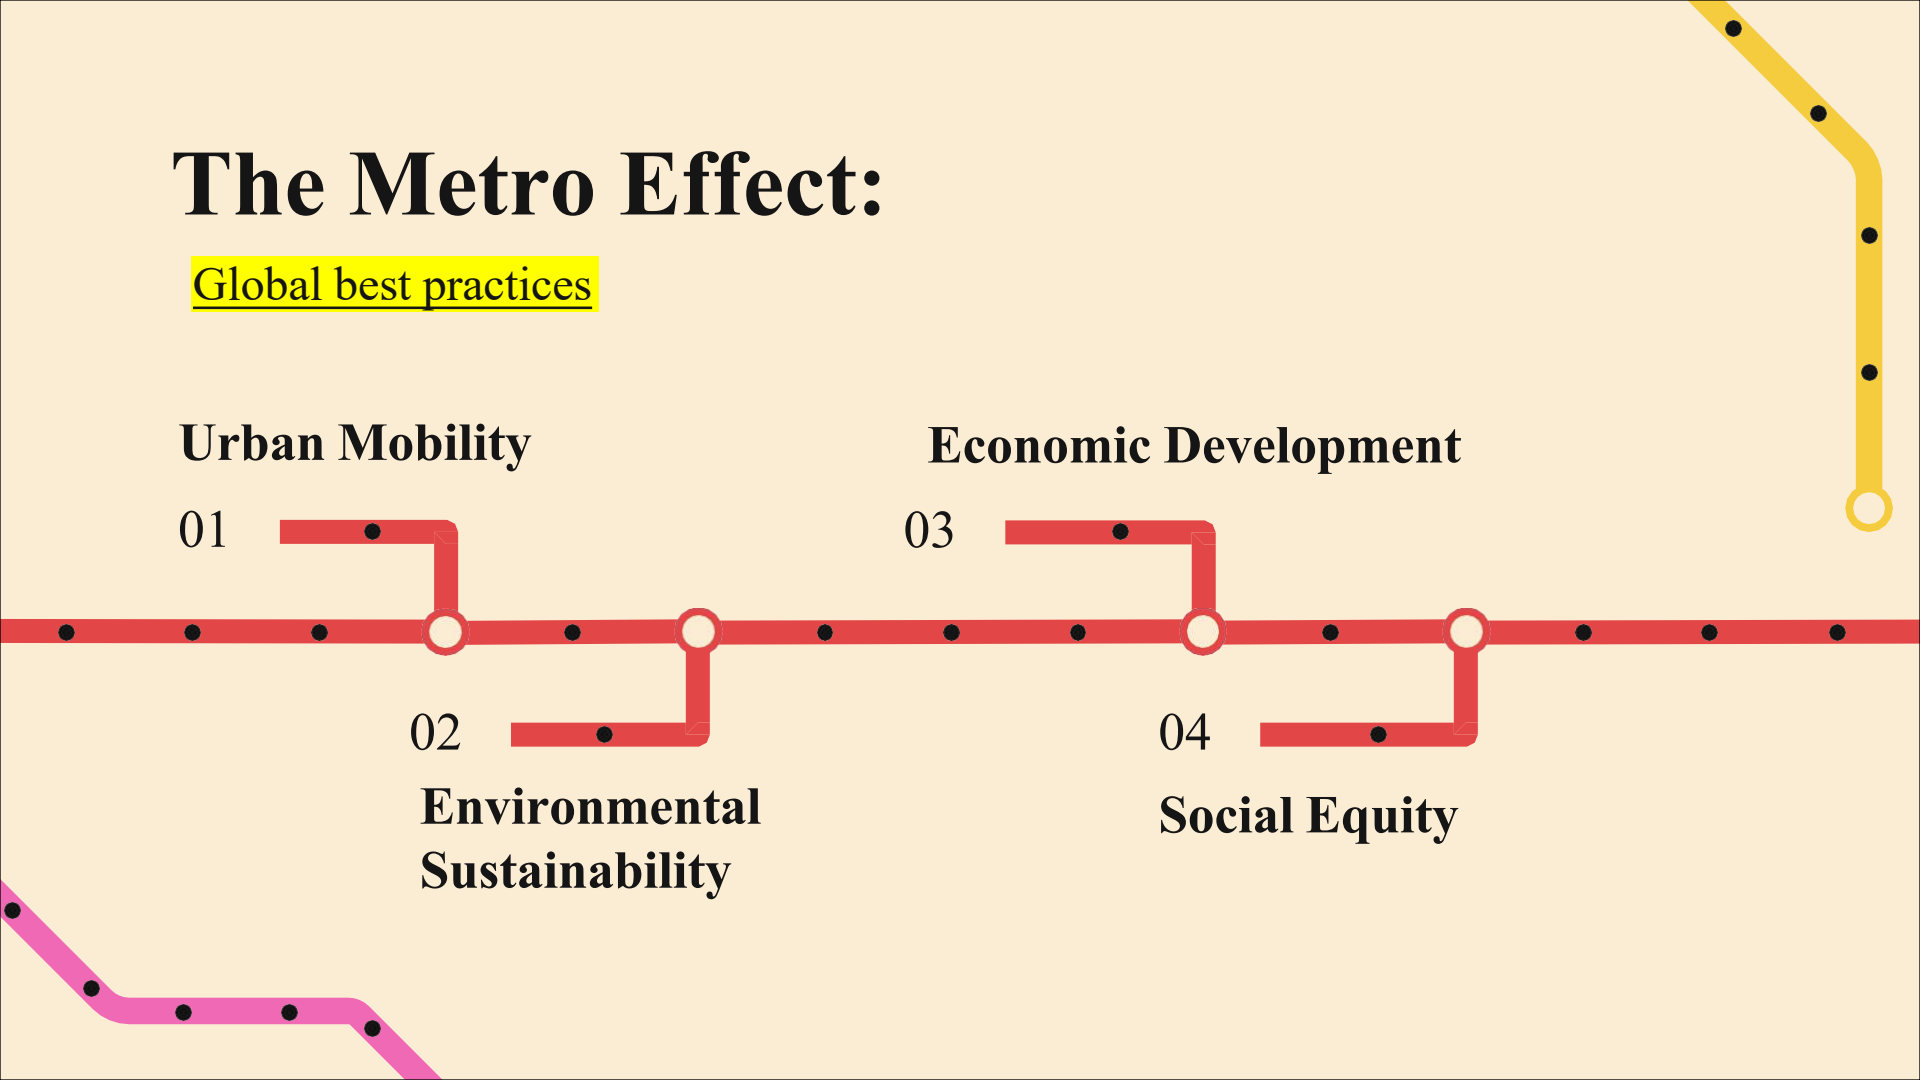 The Metro Effect:
Global best practices
Urban Mobility
01
Economic Development
03
02
Environmental
Sustainability
04
Social Equity